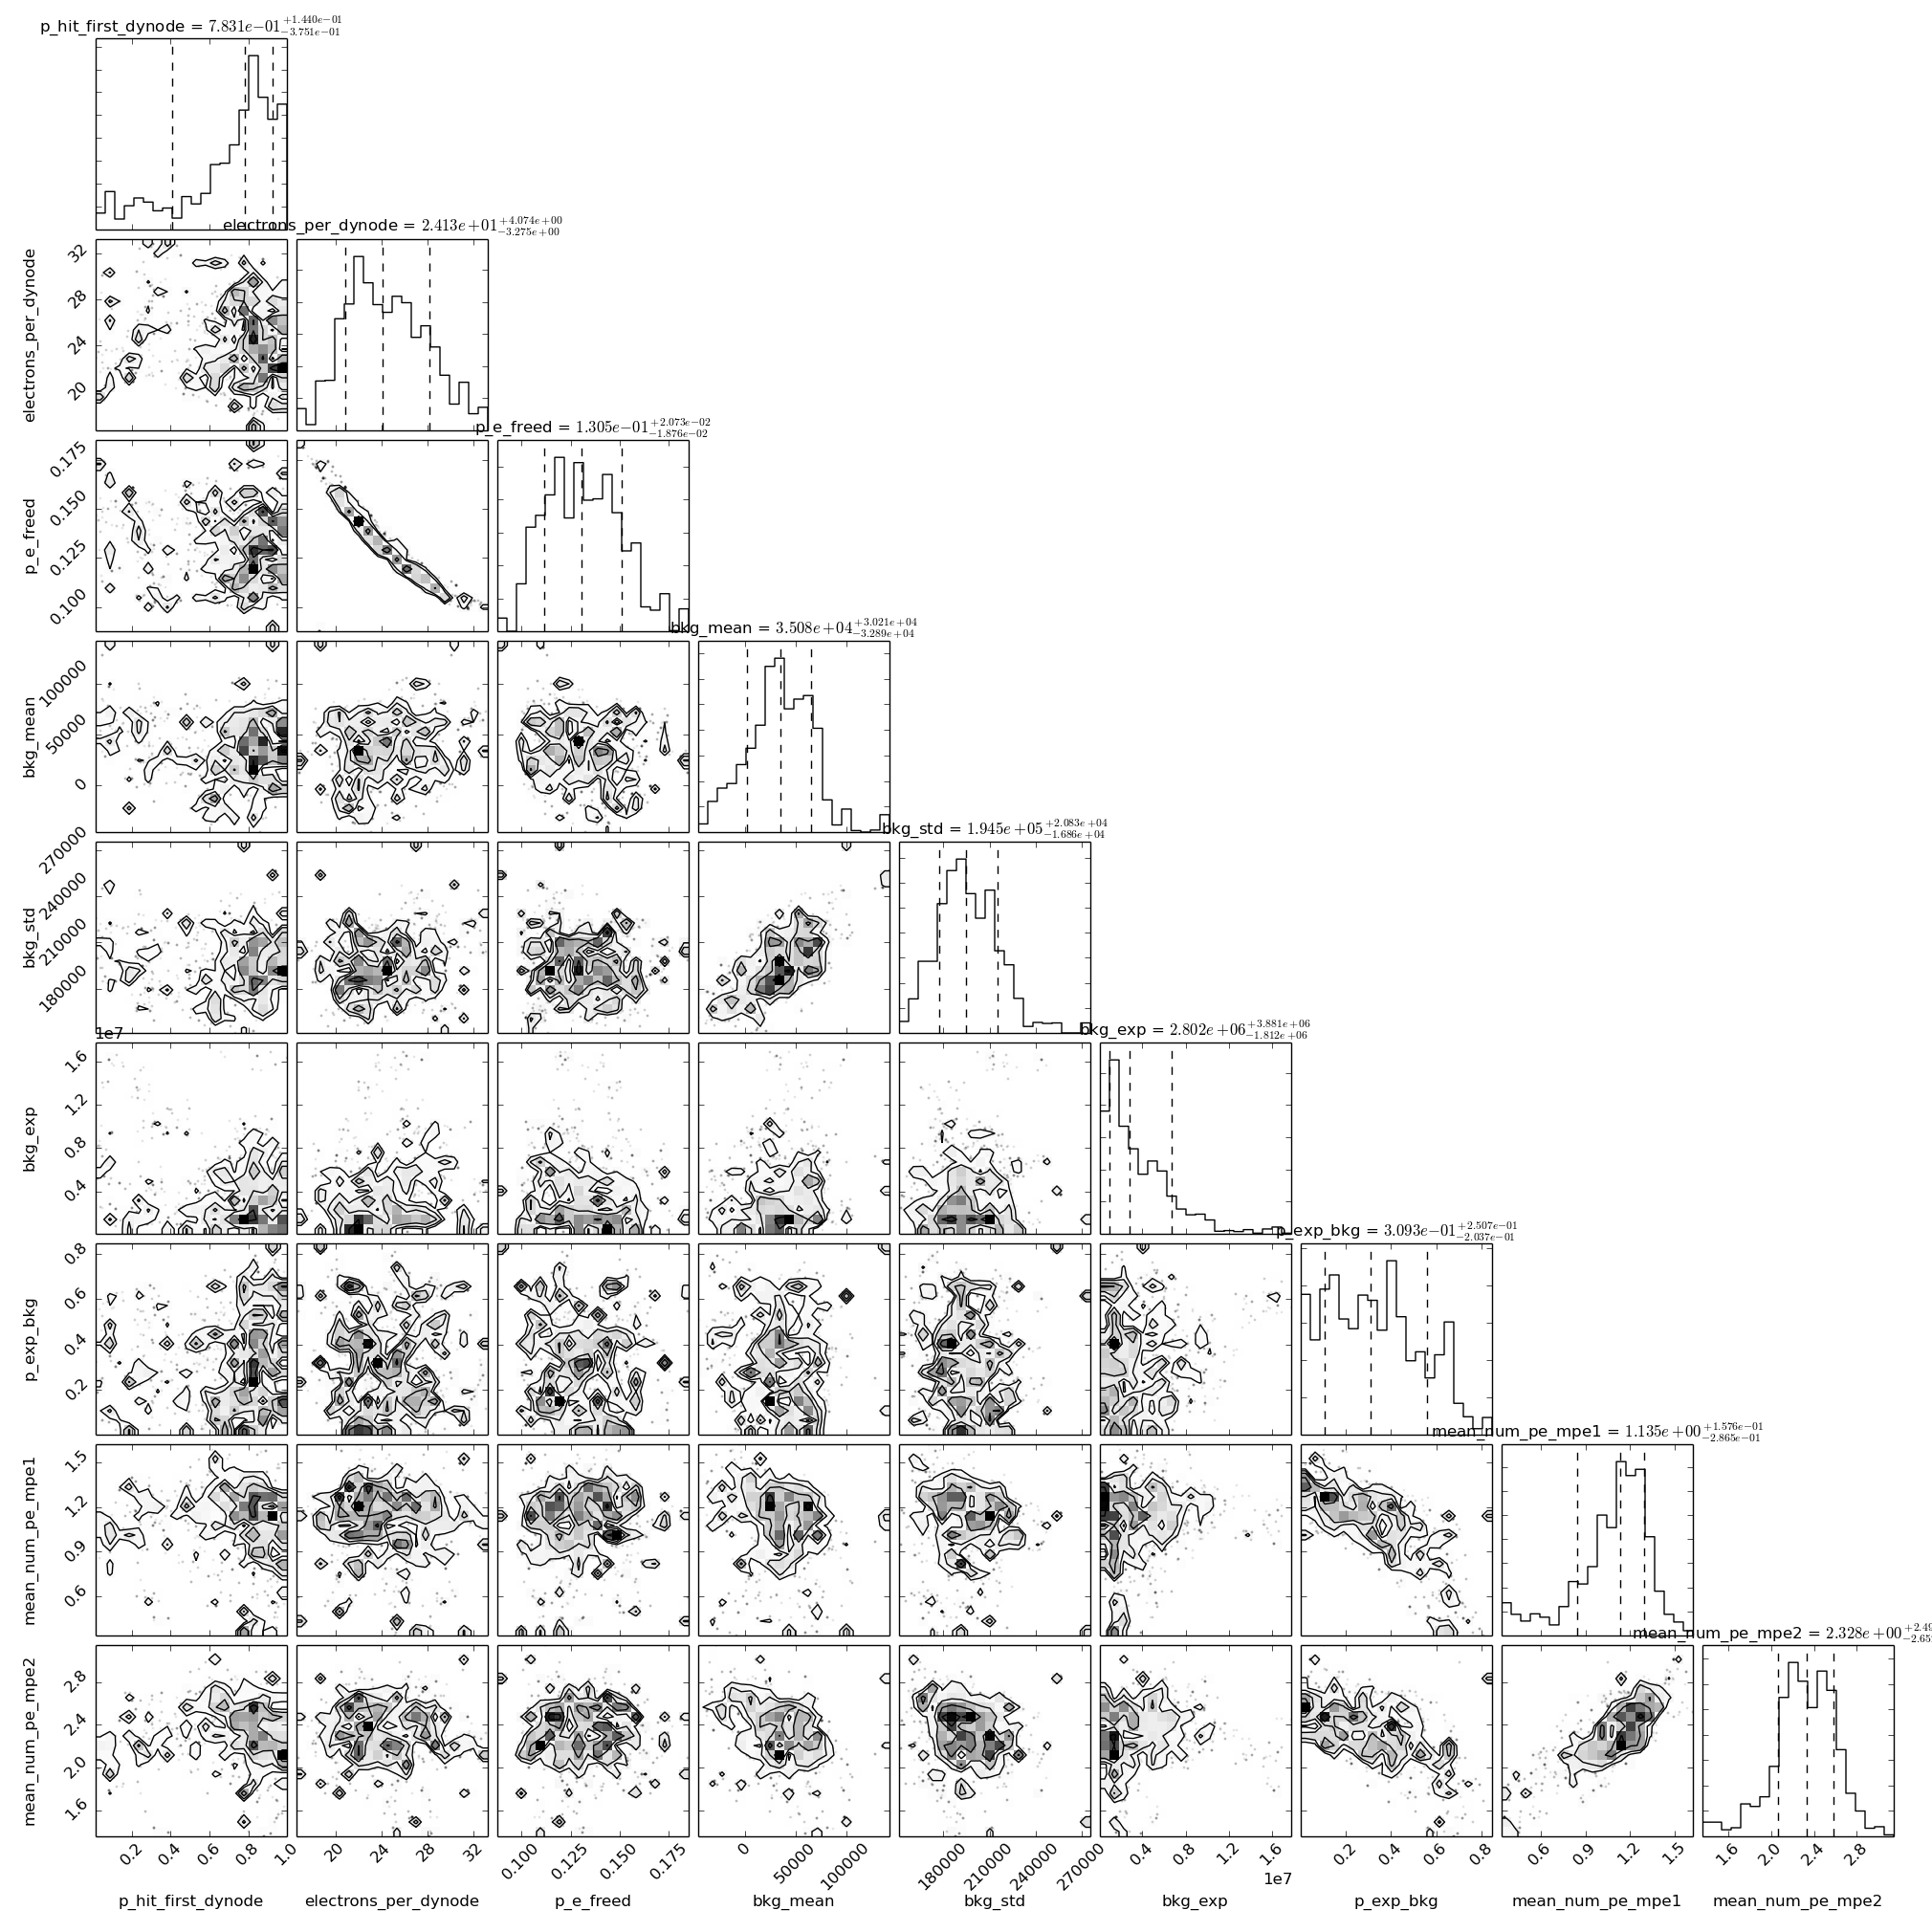 p_hit_first_dynode = 7.831e−01 +1.440e−01 −3.751e−01
electrons_per_dynode = 2.413e+01 +4.074e+00 −3.275e+00
electrons_per_dynode
32
28
24
20
p_e_freed = 1.305e−01 +2.073e−02 −1.876e−02
p_e_freed
0.175
0.150
0.125
0.100
bkg_mean = 3.508e+04 +3.021e+04 −3.289e+04
bkg_mean
100000
50000
0
bkg_std = 1.945e+05 +2.083e+04 −1.686e+04
bkg_std
270000
240000
210000
180000
bkg_exp = 2.802e+06 +3.881e+06 −1.812e+06
1e7
bkg_exp
1.6
1.2
0.8
0.4
p_exp_bkg = 3.093e−01 +2.507e−01 −2.037e−01
p_exp_bkg
0.8
0.6
0.4
0.2
mean_num_pe_mpe1 = 1.135e+00 +1.576e−01 −2.865e−01
mean_num_pe_mpe1
1.5
1.2
0.9
0.6
mean_num_pe_mpe2 = 2.328e+00 +2.49 −2.65
mean_num_pe_mpe2
2.8
2.4
2.0
1.6
0.2 0.4 0.6 0.8 1.0 20 24 28 32 0.100 0.125 0.150 0.175 0 50000 100000 180000 210000 240000 270000 0.4 0.8 1.2 1.6 0.2 0.4 0.6 0.8 0.6 0.9 1.2 1.5 1.6 2.0 2.4 2.8
1e7
p_hit_first_dynode electrons_per_dynode p_e_freed bkg_mean bkg_std bkg_exp p_exp_bkg mean_num_pe_mpe1 mean_num_pe_mpe2